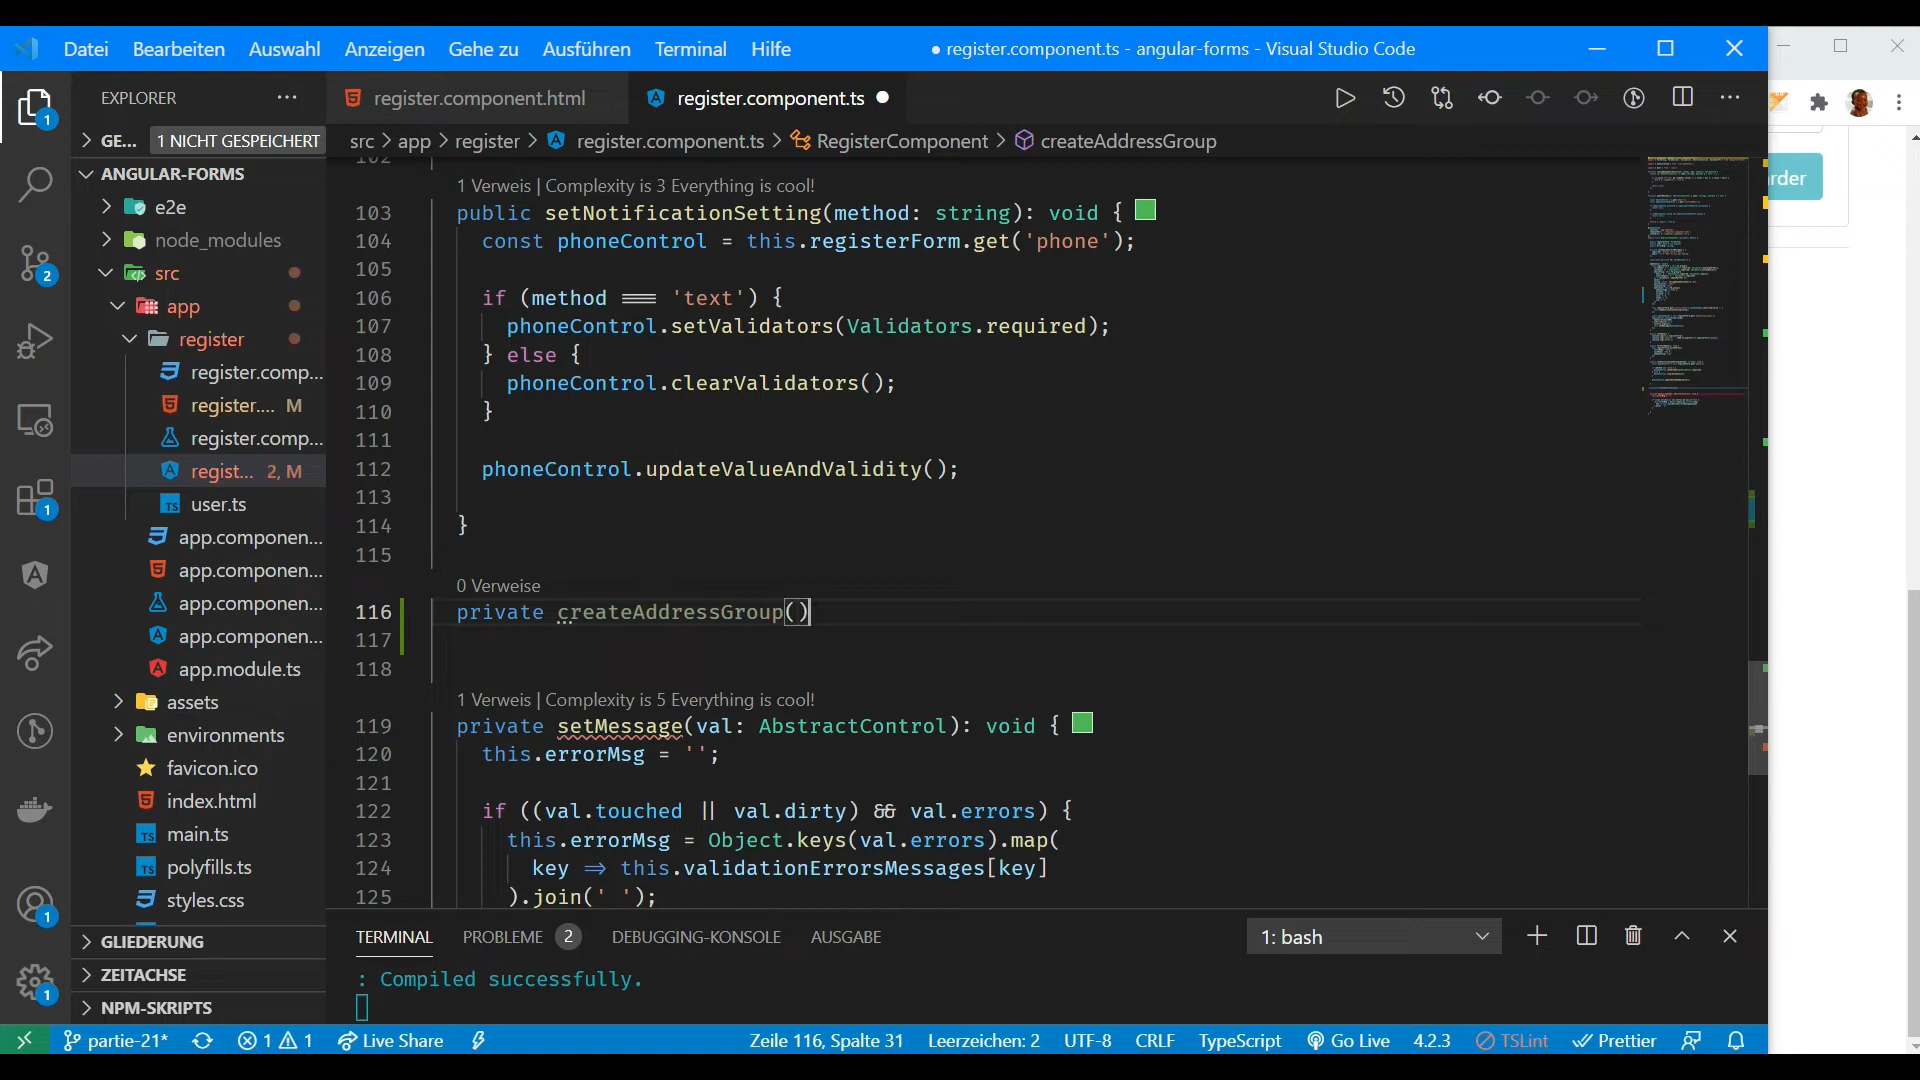 Datei Bearbeiten Auswahl Anzeigen Gehe zu Ausführen Terminal Hilfe
● register.component.ts - angular-forms - Visual Studio Code
EXPLORER
register.component.html
register.component.ts
GE... 1 NICHT GESPEICHERT
src > app > register > register.component.ts > RegisterComponent > createAddressGroup
ANGULAR-FORMS
e2e
node_modules
src
app
register
register.comp...
register.... M
register.comp...
regist... 2, M
user.ts
app.componen...
app.componen...
app.componen...
app.componen...
app.module.ts
assets
environments
favicon.ico
index.html
main.ts
polyfills.ts
styles.css
GLIEDERUNG
ZEITACHSE
NPM-SKRIPTS
1
2
1
1
1
102
1 Verweis | Complexity is 3 Everything is cool!
103 public setNotificationSetting(method: string): void {
104 const phoneControl = this.registerForm.get('phone');
105
106 if (method === 'text') {
107 phoneControl.setValidators(Validators.required);
108 } else {
109 phoneControl.clearValidators();
110 }
111
112 phoneControl.updateValueAndValidity();
113
114 }
115
0 Verweise
116 private createAddressGroup()
117
118
1 Verweis | Complexity is 5 Everything is cool!
119 private setMessage(val: AbstractControl): void {
120 this.errorMsg = '';
121
122 if ((val.touched || val.dirty) && val.errors) {
123 this.errorMsg = Object.keys(val.errors).map(
124 key => this.validationErrorsMessages[key]
125 ).join(' ');
TERMINAL PROBLEME 2 DEBUGGING-KONSOLE AUSGABE
1: bash
: Compiled successfully.
partie-21* 1 1 Live Share
Zeile 116, Spalte 31 Leerzeichen: 2 UTF-8 CRLF TypeScript Go Live 4.2.3 TSLint Prettier